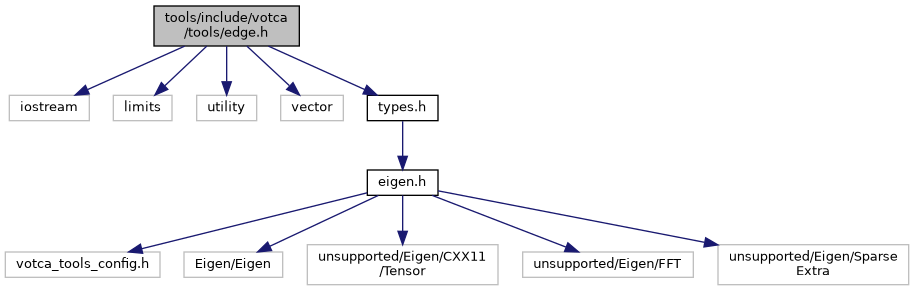 tools/include/votca
/tools/edge.h
iostream
limits
utility
vector
types.h
eigen.h
votca_tools_config.h
Eigen/Eigen
unsupported/Eigen/CXX11
/Tensor
unsupported/Eigen/FFT
unsupported/Eigen/Sparse
Extra